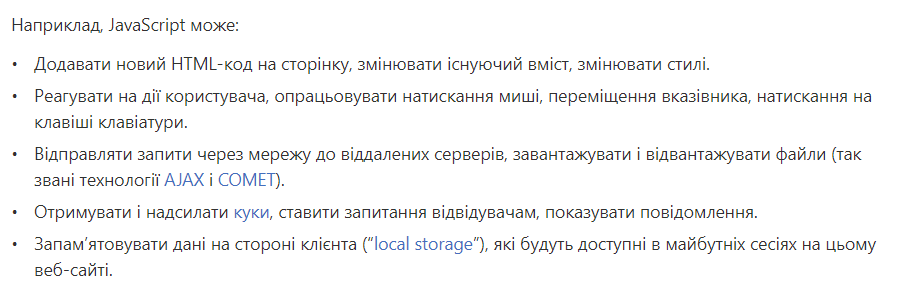 Наприклад, JavaScript може:
• Додавати новий HTML-код на сторінку, змінювати існуючий вміст, змінювати стилі.
• Реагувати на дії користувача, опрацьовувати натискання миші, переміщення вказівника, натискання на
клавіші клавіатури.
• Відправляти запити через мережу до віддалених серверів, завантажувати і відвантажувати файли (так
звані технології AJAX і COMET).
• Отримувати і надсилати куки, ставити запитання відвідувачам, показувати повідомлення.
• Запам’ятовувати дані на стороні клієнта (“local storage”), які будуть доступні в майбутніх сесіях на цьому
веб-сайті.